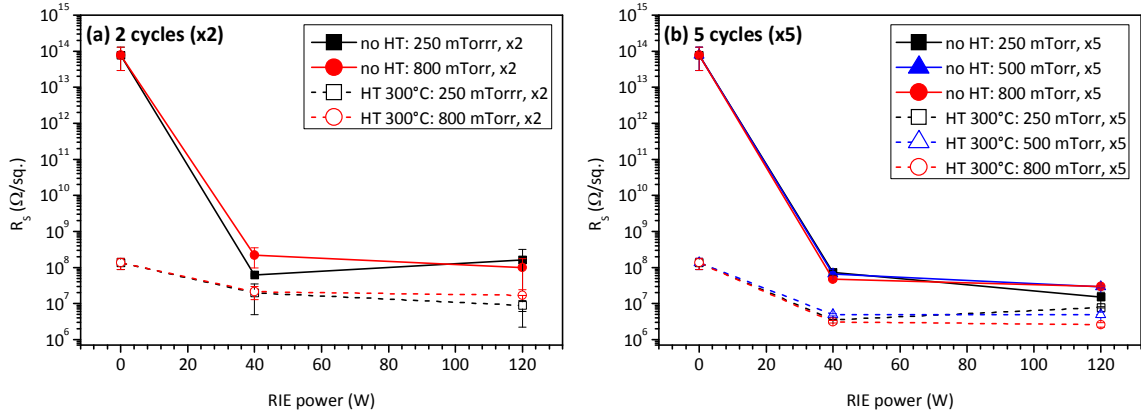 (a) 2 cycles (x2)
no HT: 250 mTorrr, x2
no HT: 800 mTorr, x2
HT 300°C: 250 mTorrr, x2
HT 300°C: 800 mTorr, x2
10^15
10^14
10^13
10^12
10^11
10^10
10^9
10^8
10^7
10^6
R_s (Ω/sq.)
0 20 40 60 80 100 120
RIE power (W)
(b) 5 cycles (x5)
no HT: 250 mTorr, x5
no HT: 500 mTorr, x5
no HT: 800 mTorr, x5
HT 300°C: 250 mTorr, x5
HT 300°C: 500 mTorr, x5
HT 300°C: 800 mTorr, x5
10^15
10^14
10^13
10^12
10^11
10^10
10^9
10^8
10^7
10^6
R_s (Ω/sq.)
0 20 40 60 80 100 120
RIE power (W)